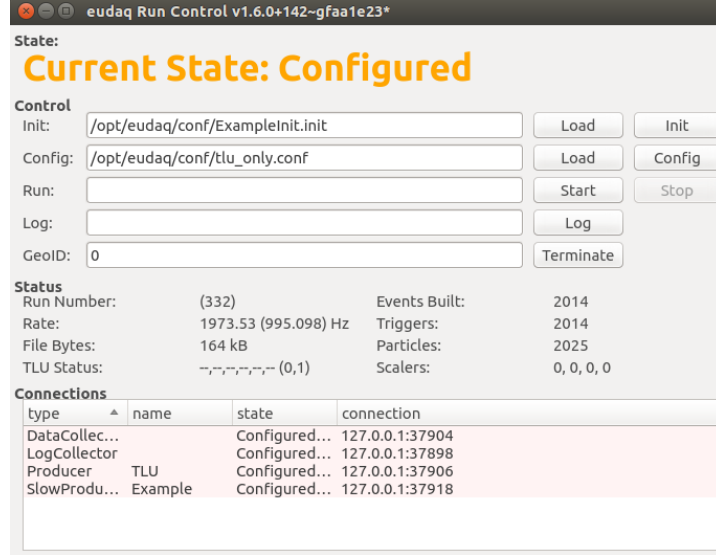 eudaq Run Control v1.6.0+142~gfaa1e23*
State:
Current State: Configured
Control
Init: /opt/eudaq/conf/ExampleInit.init Load Init
Config: /opt/eudaq/conf/tlu_only.conf Load Config
Run: Start Stop
Log: Log
GeoID: 0 Terminate
Status
Run Number: (332) Events Built: 2014
Rate: 1973.53 (995.098) Hz Triggers: 2014
File Bytes: 164 kB Particles: 2025
TLU Status: --,--,--,--,--,-- (0,1) Scalers: 0, 0, 0, 0
Connections
type name state connection
DataCollec... Configured... 127.0.0.1:37904
LogCollector Configured... 127.0.0.1:37898
Producer TLU Configured... 127.0.0.1:37906
SlowProdu... Example Configured... 127.0.0.1:37918